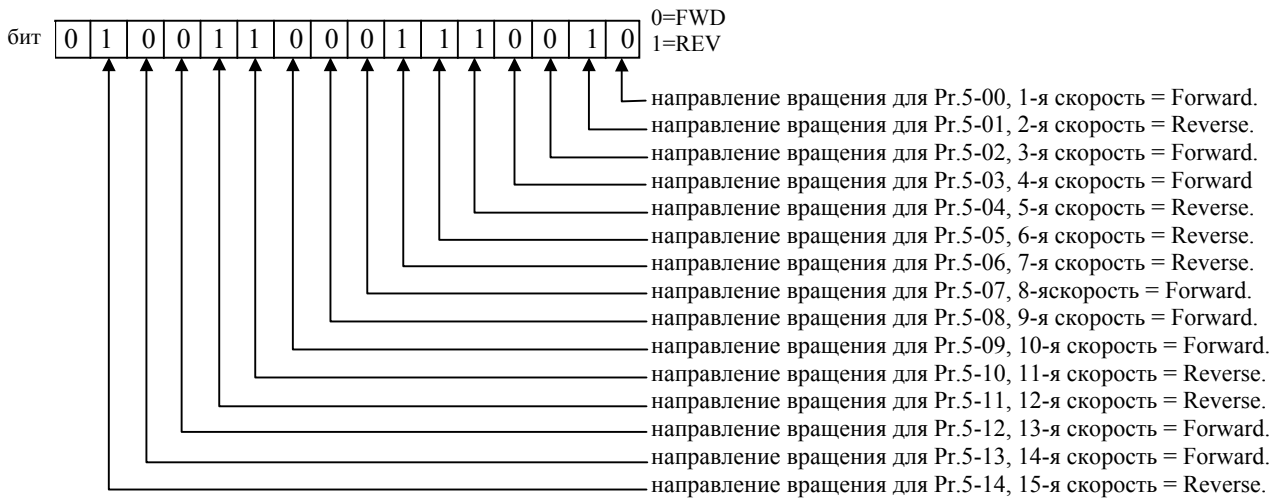 0=FWD
бит 0 1 0 0 1 1 0 0 0 1 1 1 0 0 1 0 1=REV
направление вращения для Pr.5-00, 1-я скорость = Forward.
направление вращения для Pr.5-01, 2-я скорость = Reverse.
направление вращения для Pr.5-02, 3-я скорость = Forward.
направление вращения для Pr.5-03, 4-я скорость = Forward
направление вращения для Pr.5-04, 5-я скорость = Reverse.
направление вращения для Pr.5-05, 6-я скорость = Reverse.
направление вращения для Pr.5-06, 7-я скорость = Reverse.
направление вращения для Pr.5-07, 8-яскорость = Forward.
направление вращения для Pr.5-08, 9-я скорость = Forward.
направление вращения для Pr.5-09, 10-я скорость = Forward.
направление вращения для Pr.5-10, 11-я скорость = Reverse.
направление вращения для Pr.5-11, 12-я скорость = Reverse.
направление вращения для Pr.5-12, 13-я скорость = Forward.
направление вращения для Pr.5-13, 14-я скорость = Forward.
направление вращения для Pr.5-14, 15-я скорость = Reverse.